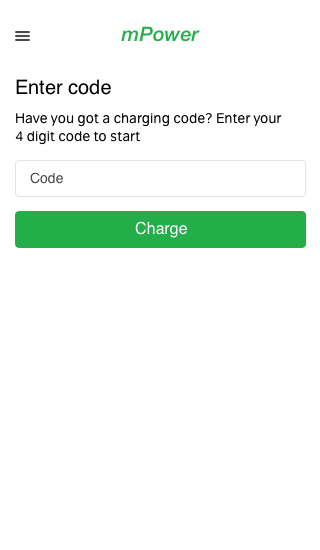 mPower
Enter code
Have you got a charging code? Enter your
4 digit code to start
Code
Charge